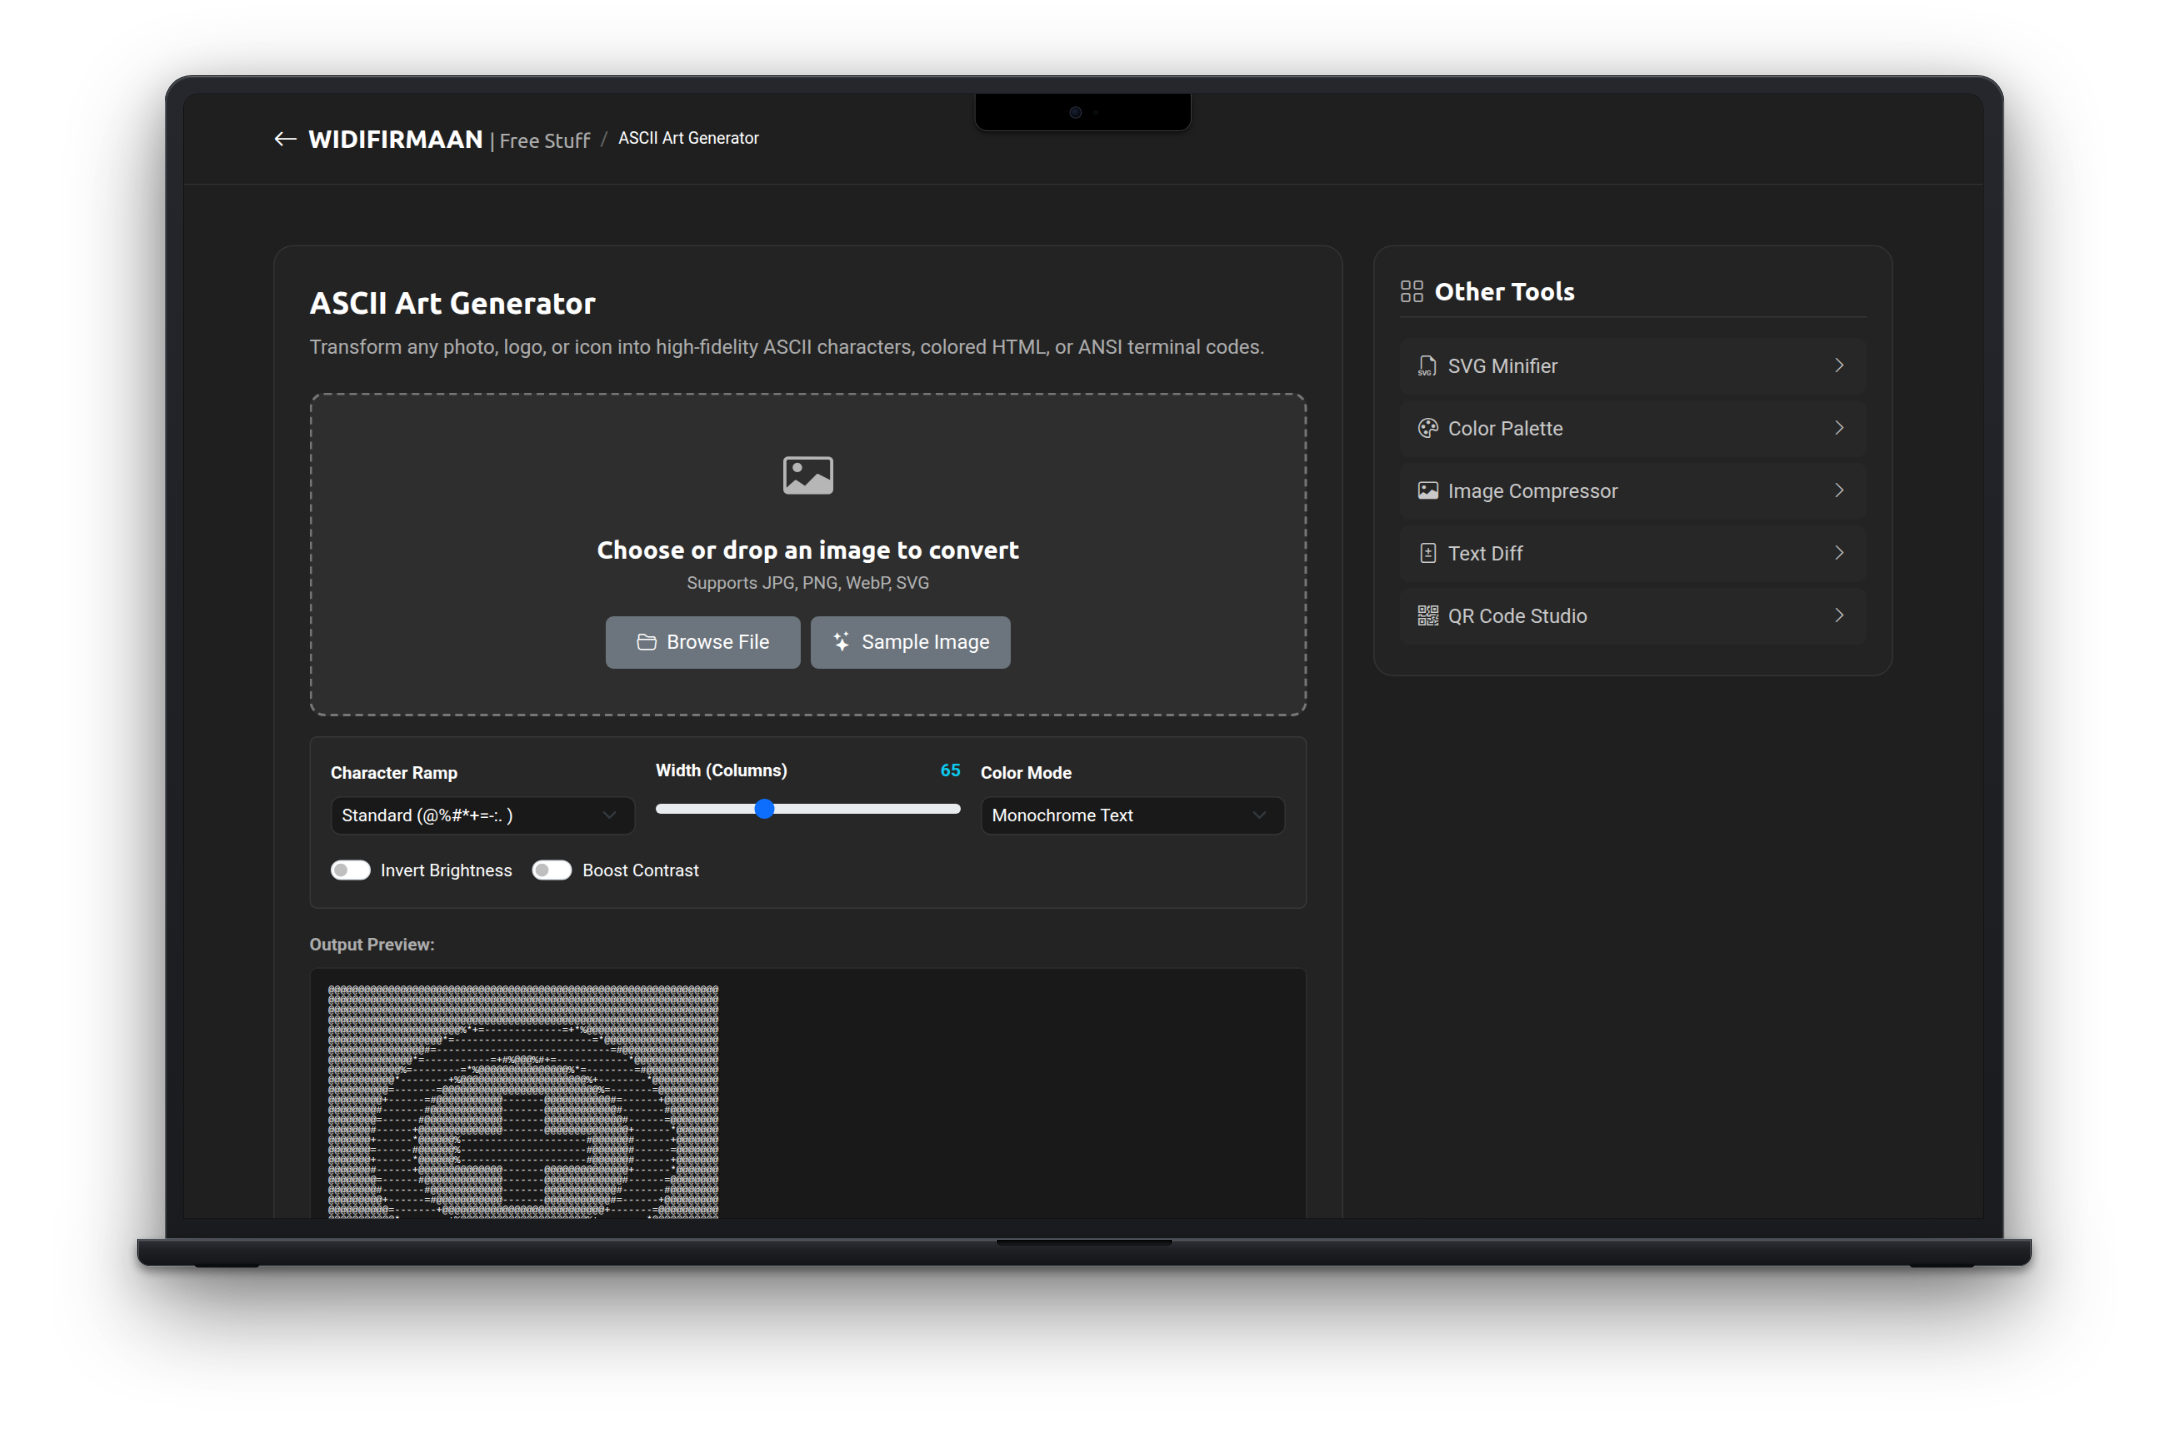 WIDIFIRMAAN | Free Stuff / ASCII Art Generator
ASCII Art Generator
Transform any photo, logo, or icon into high-fidelity ASCII characters, colored HTML, or ANSI terminal codes.
Choose or drop an image to convert
Supports JPG, PNG, WebP, SVG
Browse File
Sample Image
Character Ramp
Standard (@%#*+=-:. )
Width (Columns) 65
Color Mode
Monochrome Text
Invert Brightness
Boost Contrast
Output Preview:
Other Tools
SVG Minifier
Color Palette
Image Compressor
Text Diff
QR Code Studio